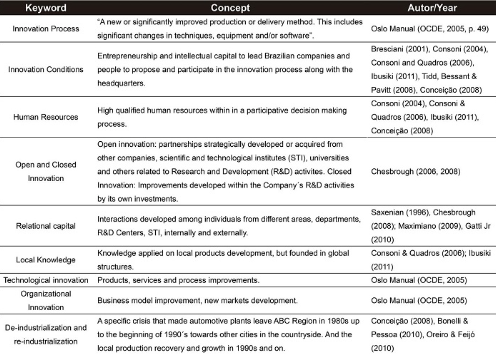 Keyword Concept Autor/Year
Innovation Process
“A new or significantly improved production or delivery method. This includes
significant changes in techniques, equipment and/or software”.
Oslo Manual (OCDE, 2005, p. 49)
Innovation Conditions
Entrepreneurship and intellectual capital to lead Brazilian companies and
people to propose and participate in the innovation process along with the
headquarters.
Bresciani (2001), Consoni (2004),
Consoni and Quadros (2006),
Ibusiki (2011), Tidd, Bessant &
Pavitt (2008), Conceição (2008)
Human Resources
High qualified human resources within in a participative decision making
process.
Consoni (2004), Consoni &
Quadros (2006), Ibusiki (2011),
Conceição (2008)
Open and Closed
Innovation
Open innovation: partnerships strategically developed or acquired from
other companies, scientific and technological institutes (STI), universities
and others related to Research and Development (R&D) activites. Closed
Innovation: Improvements developed within the Company´s R&D activities
by its own investments.
Chesbrough (2006, 2008)
Relational capital
Interactions developed among individuals from different areas, departments,
R&D Centers, STI, internally and externally.
Saxenian (1996), Chesbrough
(2008); Maximiano (2009), Gatti Jr
(2010)
Local Knowledge
Knowledge applied on local products development, but founded in global
structures.
Consoni & Quadros (2006); Ibusiki
(2011)
Technological innovation Products, services and process improvements. Oslo Manual (OCDE, 2005)
Organizational
Innovation
Business model improvement, new markets development. Oslo Manual (OCDE, 2005)
De-industrialization and
re-industrialization
A specific crisis that made automotive plants leave ABC Region in 1980s up
to the beginning of 1990´s towards other cities in the countryside. And the
local production recovery and growth in 1990s and on.
Conceição (2008), Bonelli &
Pessoa (2010), Oreiro & Feijó
(2010)